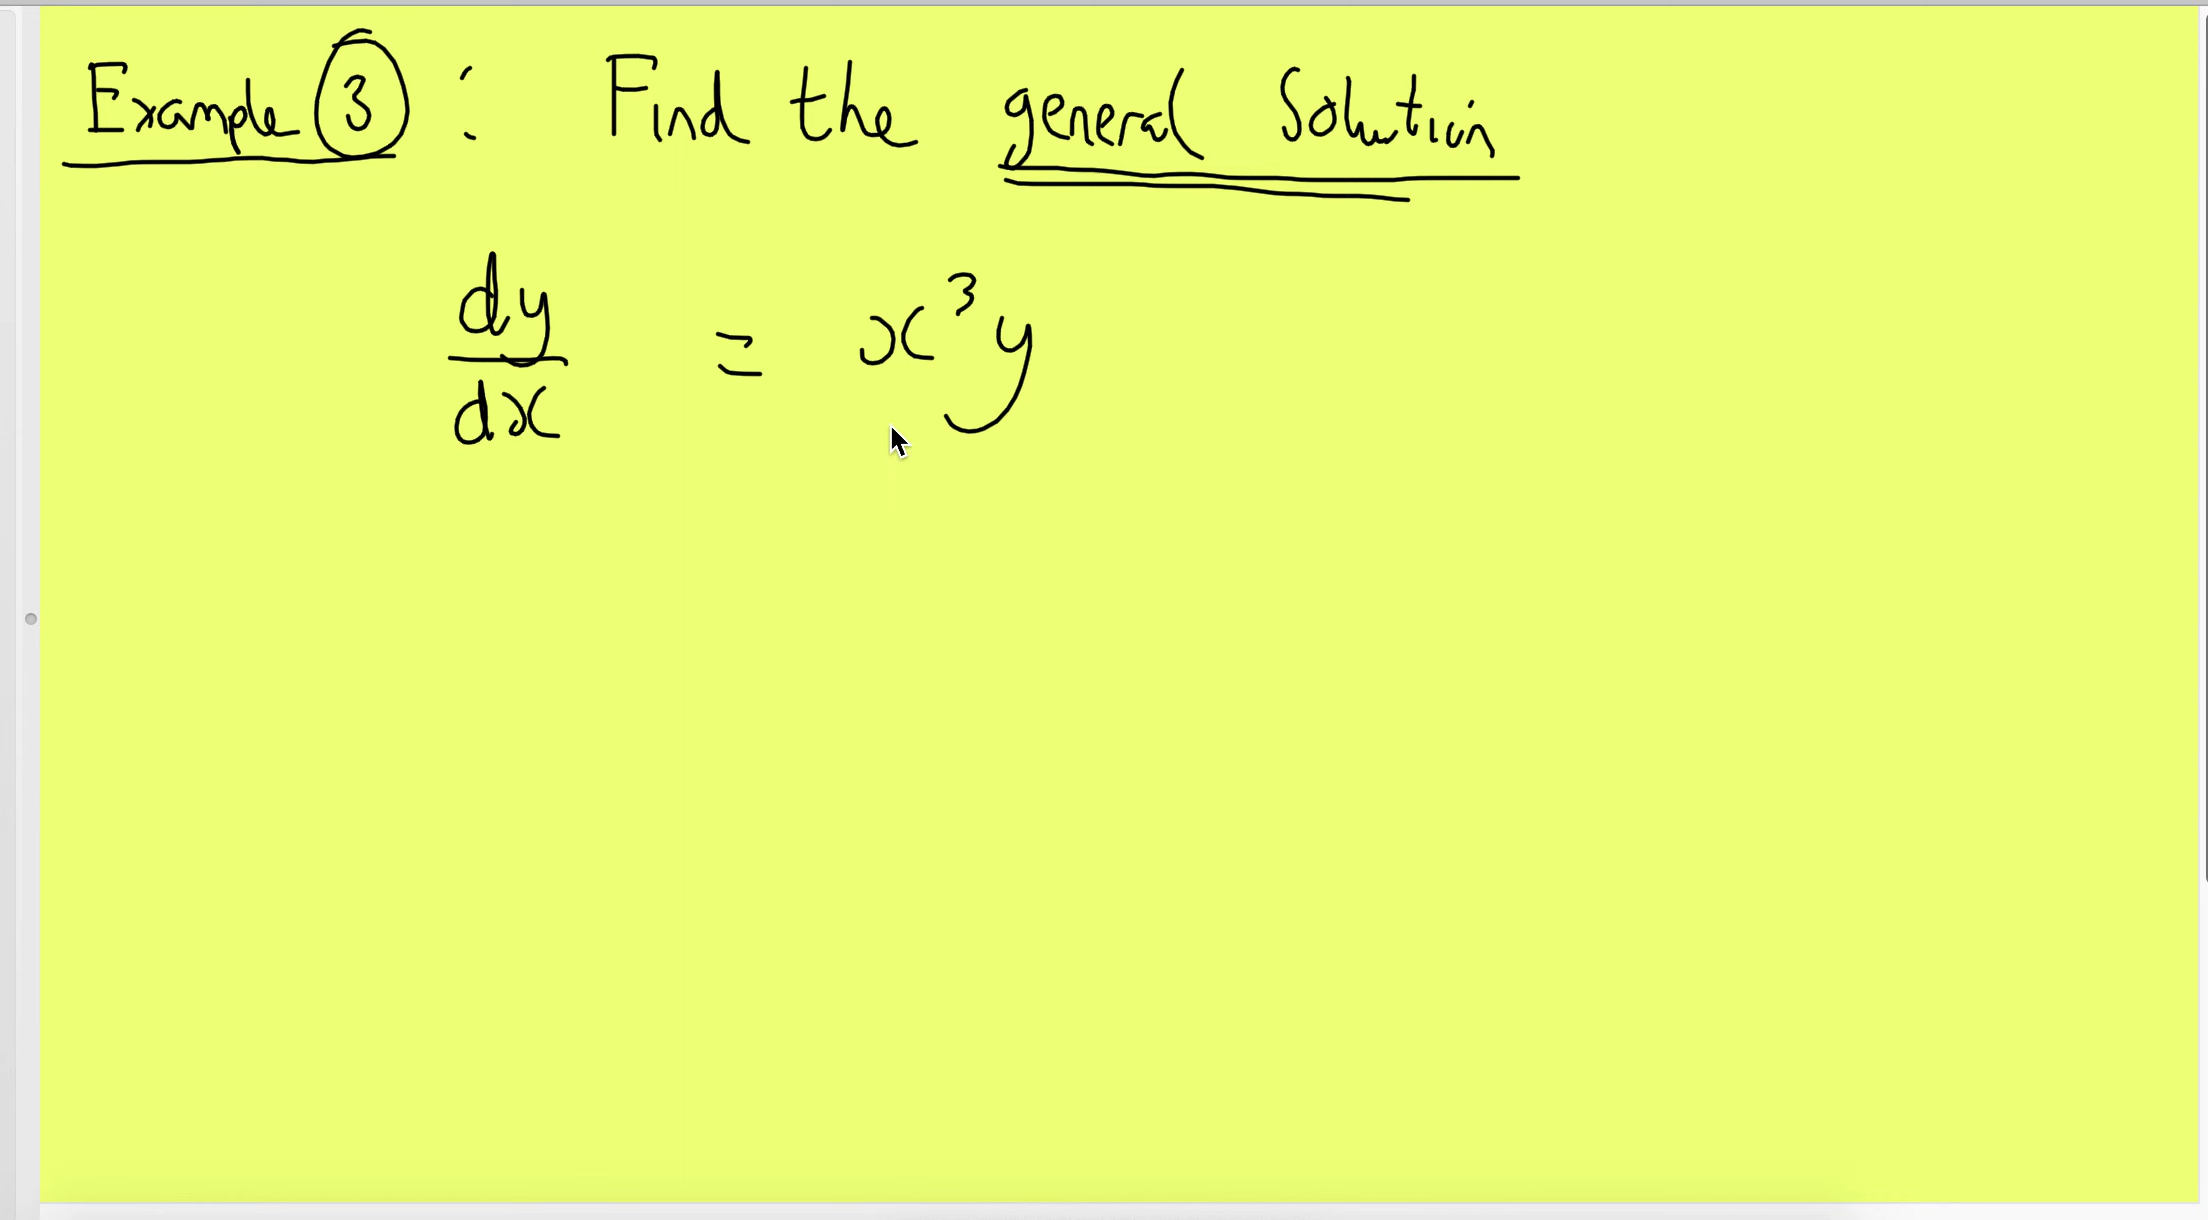 Example ③ : Find the general Solution
dy/dx = x³y